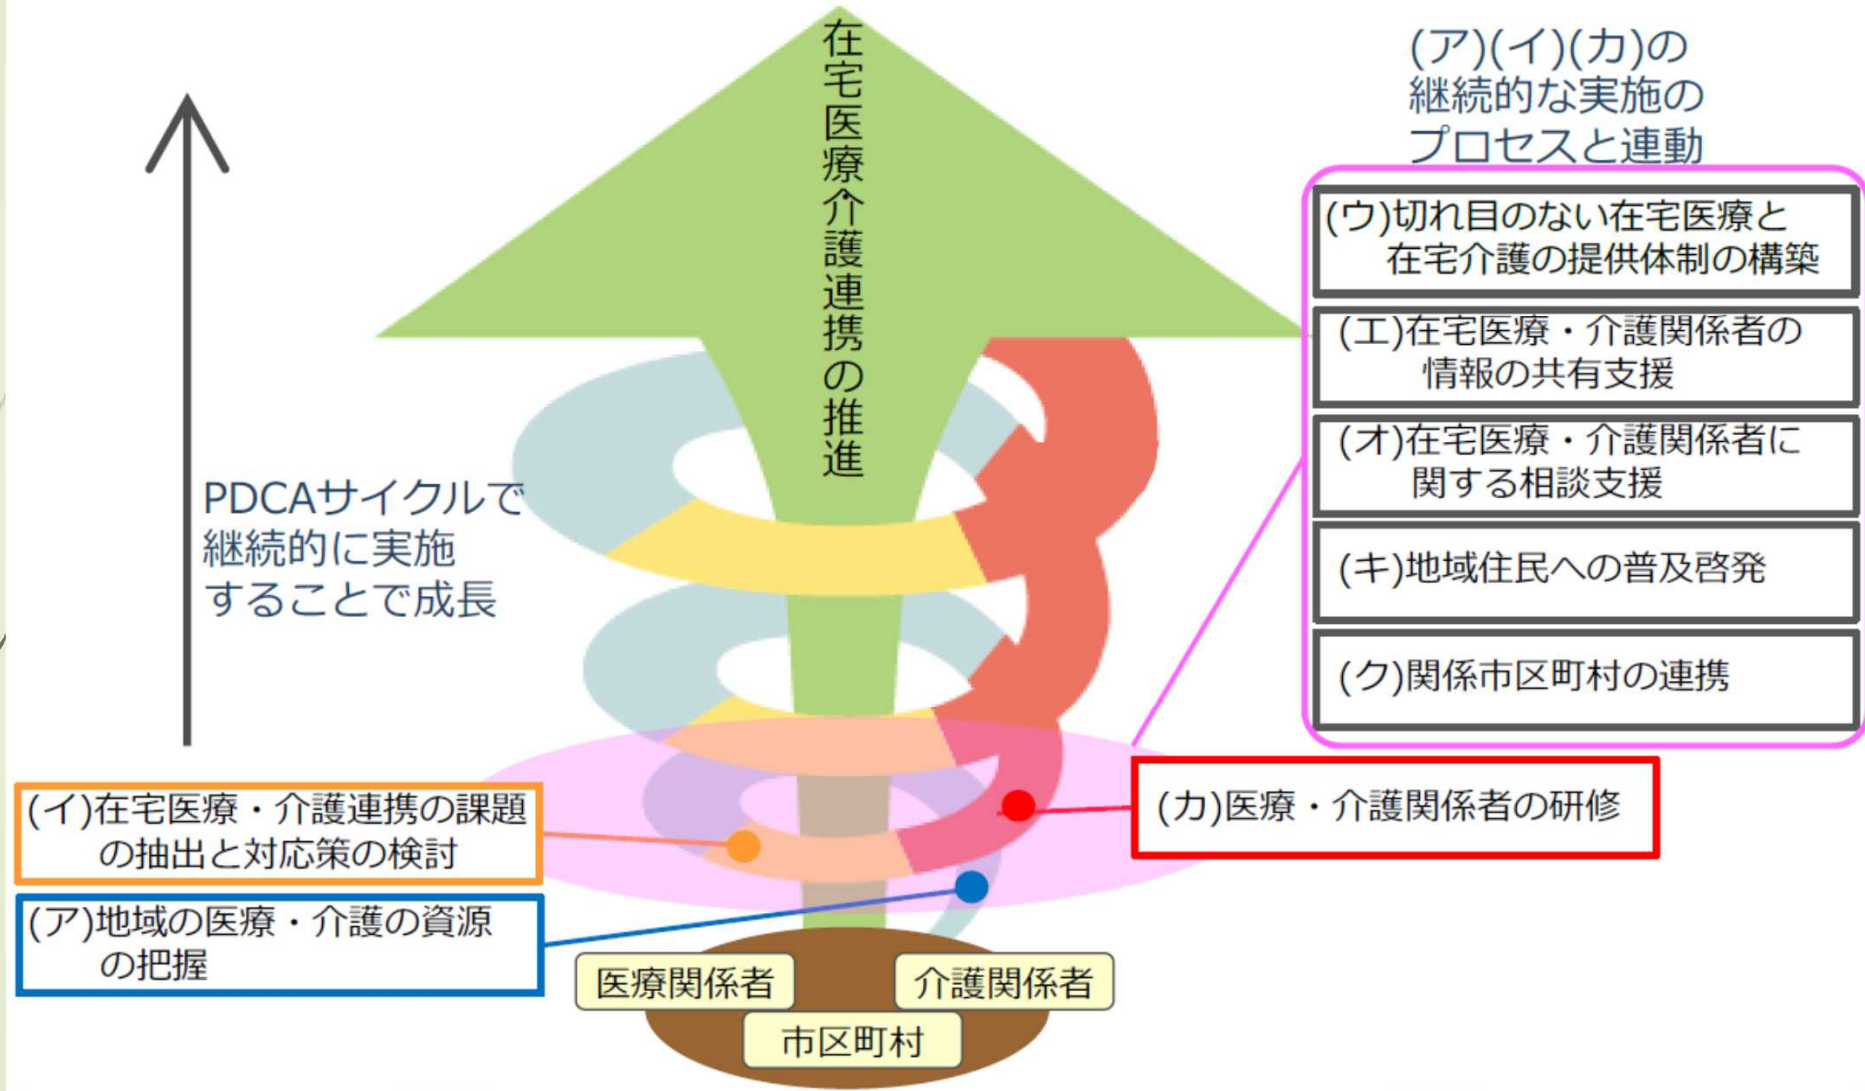 在宅医療介護連携の推進
(ア)(イ)(カ)の
継続的な実施の
プロセスと連動
(ウ)切れ目のない在宅医療と
在宅介護の提供体制の構築
(エ)在宅医療・介護関係者の
情報の共有支援
(オ)在宅医療・介護関係者に
関する相談支援
(キ)地域住民への普及啓発
(ク)関係市区町村の連携
PDCAサイクルで
継続的に実施
することで成長
(イ)在宅医療・介護連携の課題
の抽出と対応策の検討
(カ)医療・介護関係者の研修
(ア)地域の医療・介護の資源
の把握
医療関係者
介護関係者
市区町村